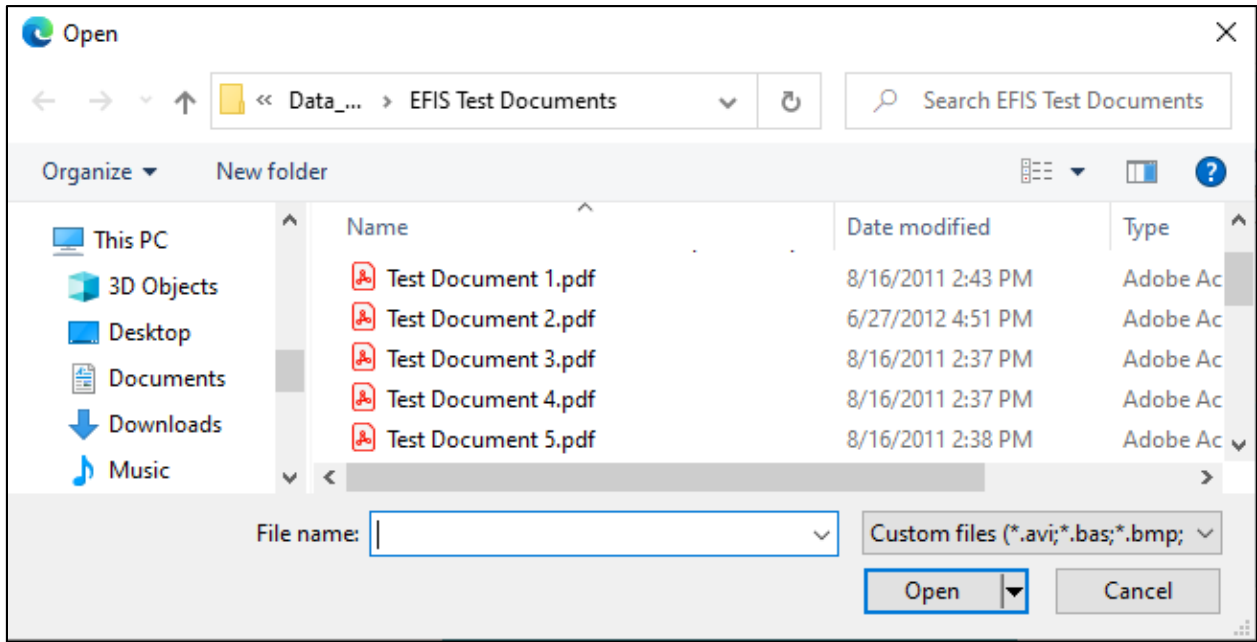 Open
« Data_... > EFIS Test Documents
Search EFIS Test Documents
Organize
New folder
?
This PC
3D Objects
Desktop
Documents
Downloads
Music
Name Date modified Type
Test Document 1.pdf 8/16/2011 2:43 PM Adobe Ac
Test Document 2.pdf 6/27/2012 4:51 PM Adobe Ac
Test Document 3.pdf 8/16/2011 2:37 PM Adobe Ac
Test Document 4.pdf 8/16/2011 2:37 PM Adobe Ac
Test Document 5.pdf 8/16/2011 2:38 PM Adobe Ac
File name:
Custom files (*.avi;*.bas;*.bmp;
Open
Cancel